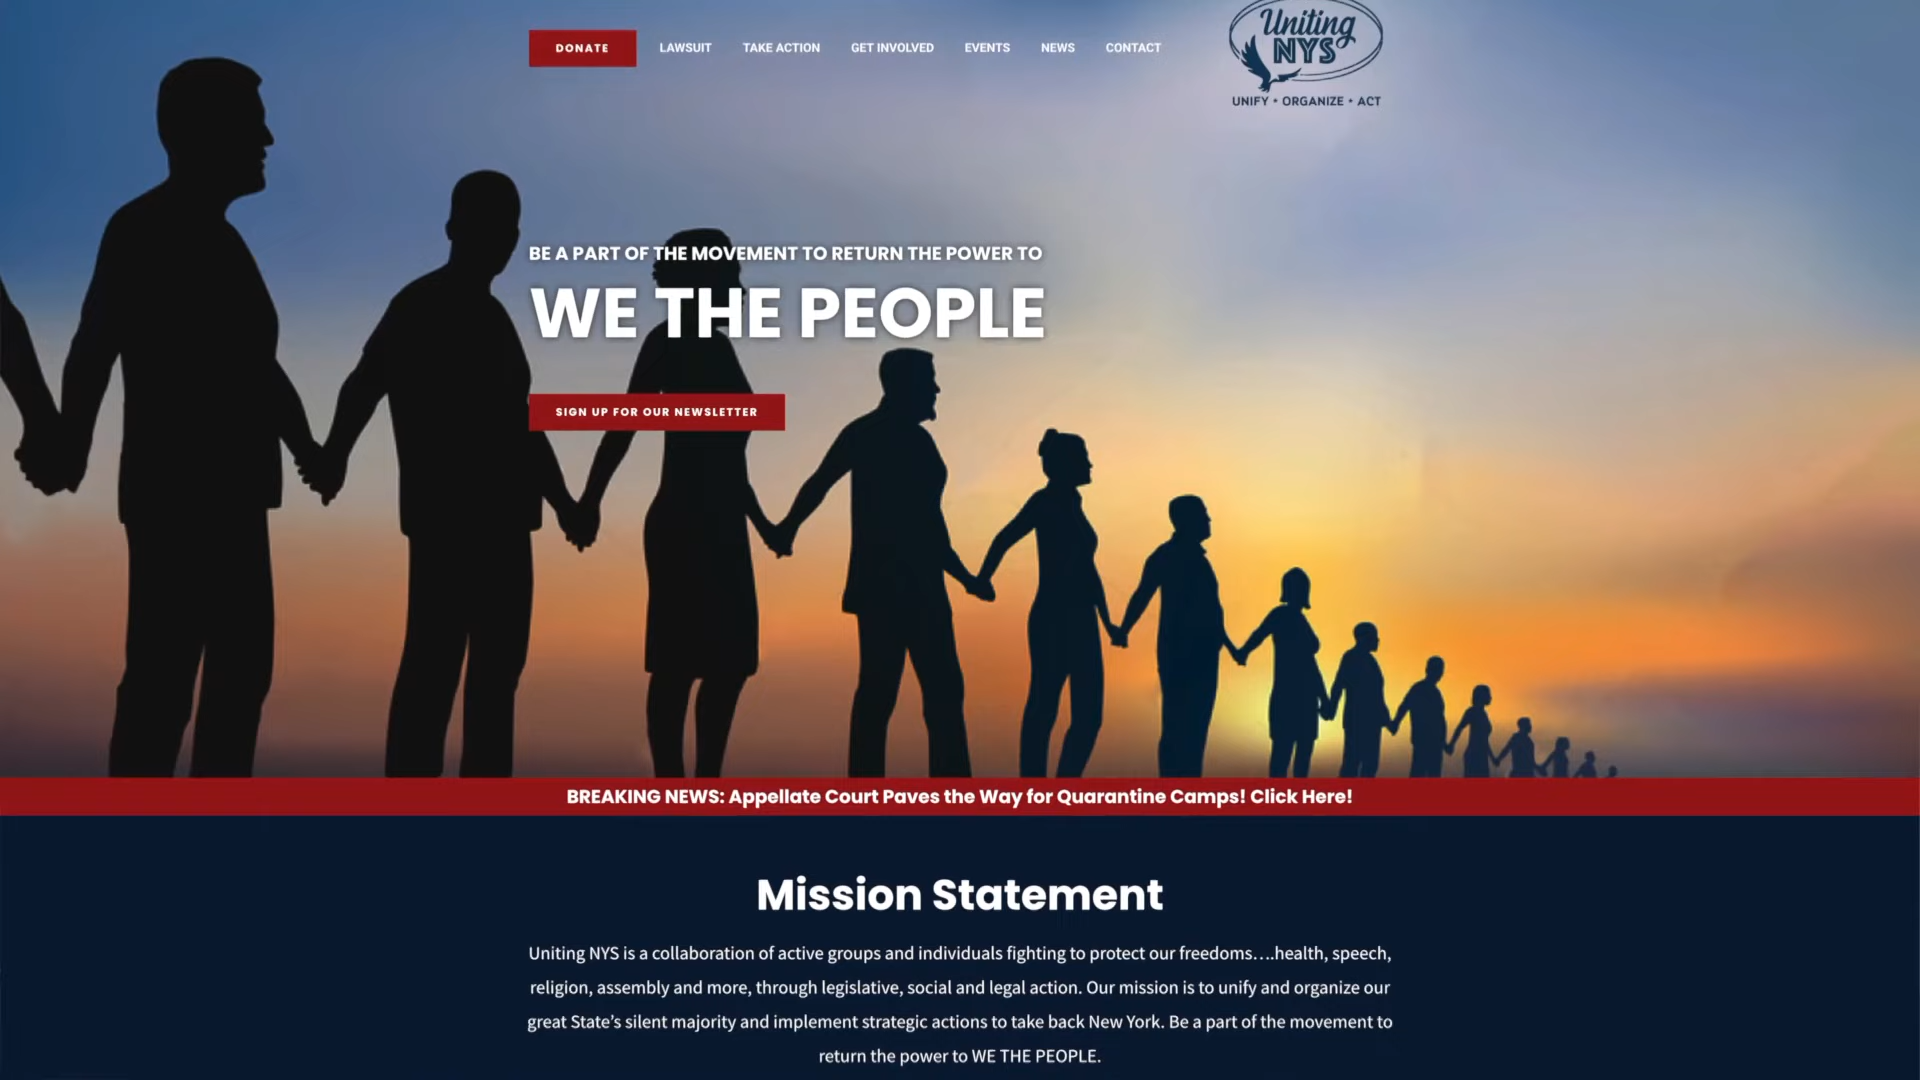 DONATE
LAWSUIT
TAKE ACTION
GET INVOLVED
EVENTS
NEWS
CONTACT
Uniting
NYS
UNIFY • ORGANIZE • ACT
BE A PART OF THE MOVEMENT TO RETURN THE POWER TO
WE THE PEOPLE
SIGN UP FOR OUR NEWSLETTER
BREAKING NEWS: Appellate Court Paves the Way for Quarantine Camps! Click Here!
Mission Statement
Uniting NYS is a collaboration of active groups and individuals fighting to protect our freedoms….health, speech,
religion, assembly and more, through legislative, social and legal action. Our mission is to unify and organize our
great State’s silent majority and implement strategic actions to take back New York. Be a part of the movement to
return the power to WE THE PEOPLE.